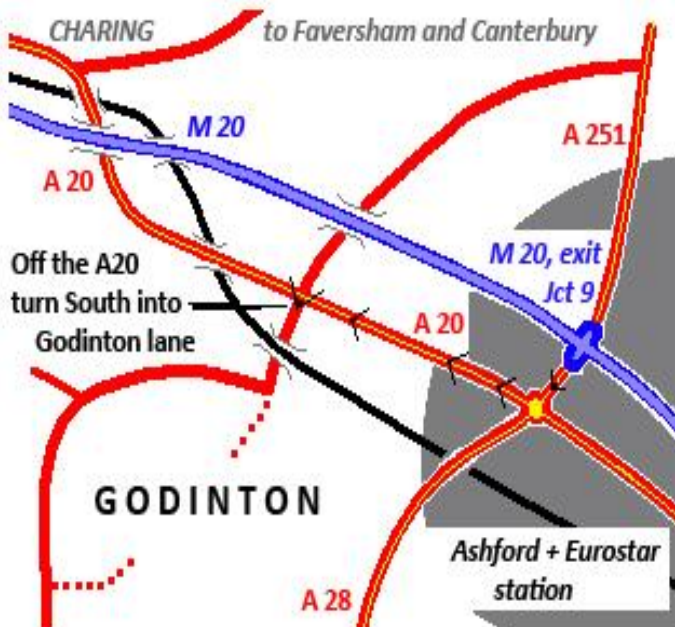 CHARING
to Faversham and Canterbury
M 20
A 251
A 20
M 20, exit
Jct 9
Off the A20
turn South into
Godinton lane
A 20
GODINTON
Ashford + Eurostar
station
A 28